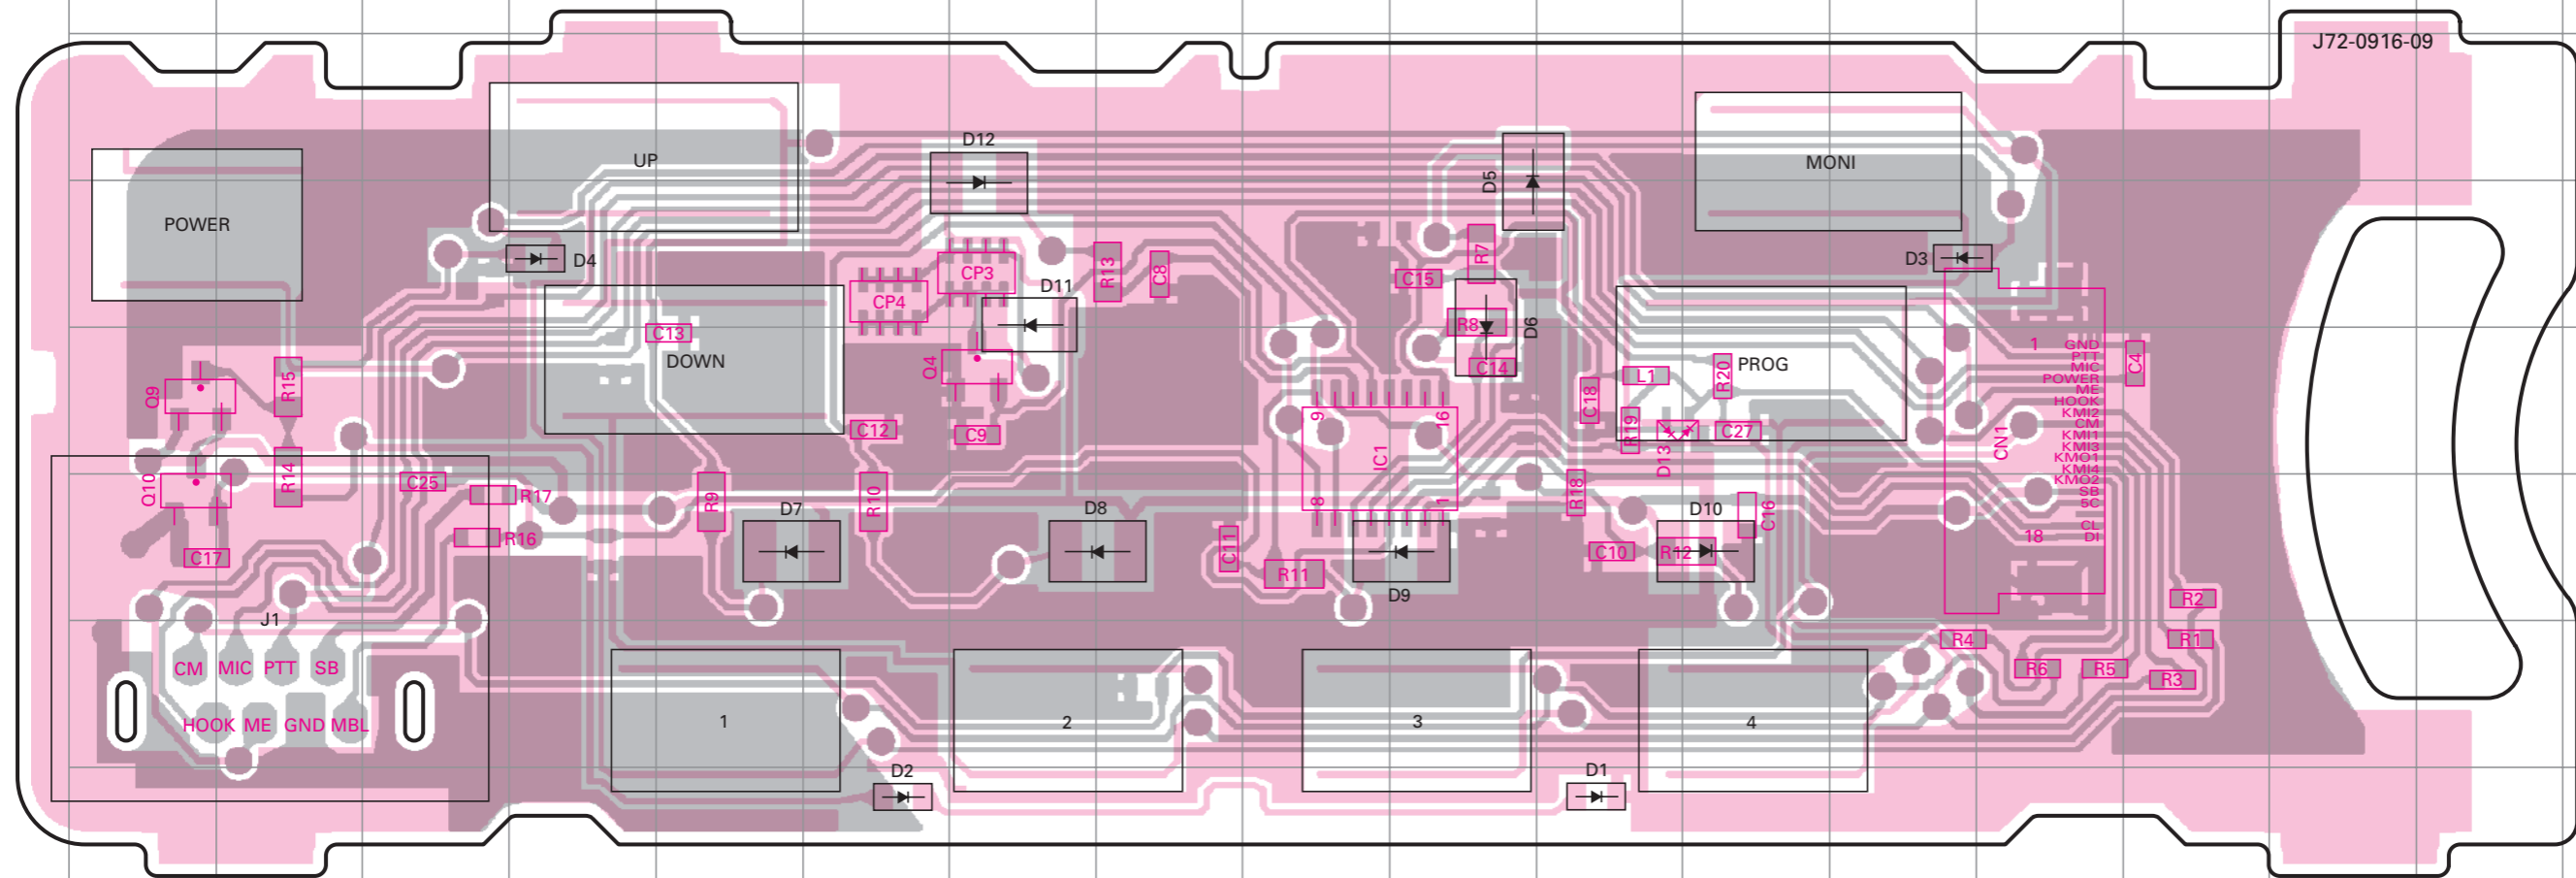 J72-0916-09
D12
UP
MONI
D5
POWER
R7
D4
D3
CP3
R13
C8
C15
D11
CP4
R8
D6
C13
1
GND
PTT
C4
DOWN
Q4
C14
L1
R20
PROG
MIC
POWER
ME
Q9
R15
C18
HOOK
KMI2
9
16
CM
C12
C9
R19
C27
KMI1
CN1
KMI3
IC1
D13
KMO1
KMI4
R14
C25
KMO2
Q10
R17
SB
R9
R10
8
1
R18
5C
D7
D8
D10
C16
CL
R16
18
DI
C17
C11
C10
R12
R11
D9
R2
J1
R4
R1
CM
MIC
PTT
SB
R6
R5
R3
HOOK
ME
GND
MBL
1
2
3
4
D2
D1